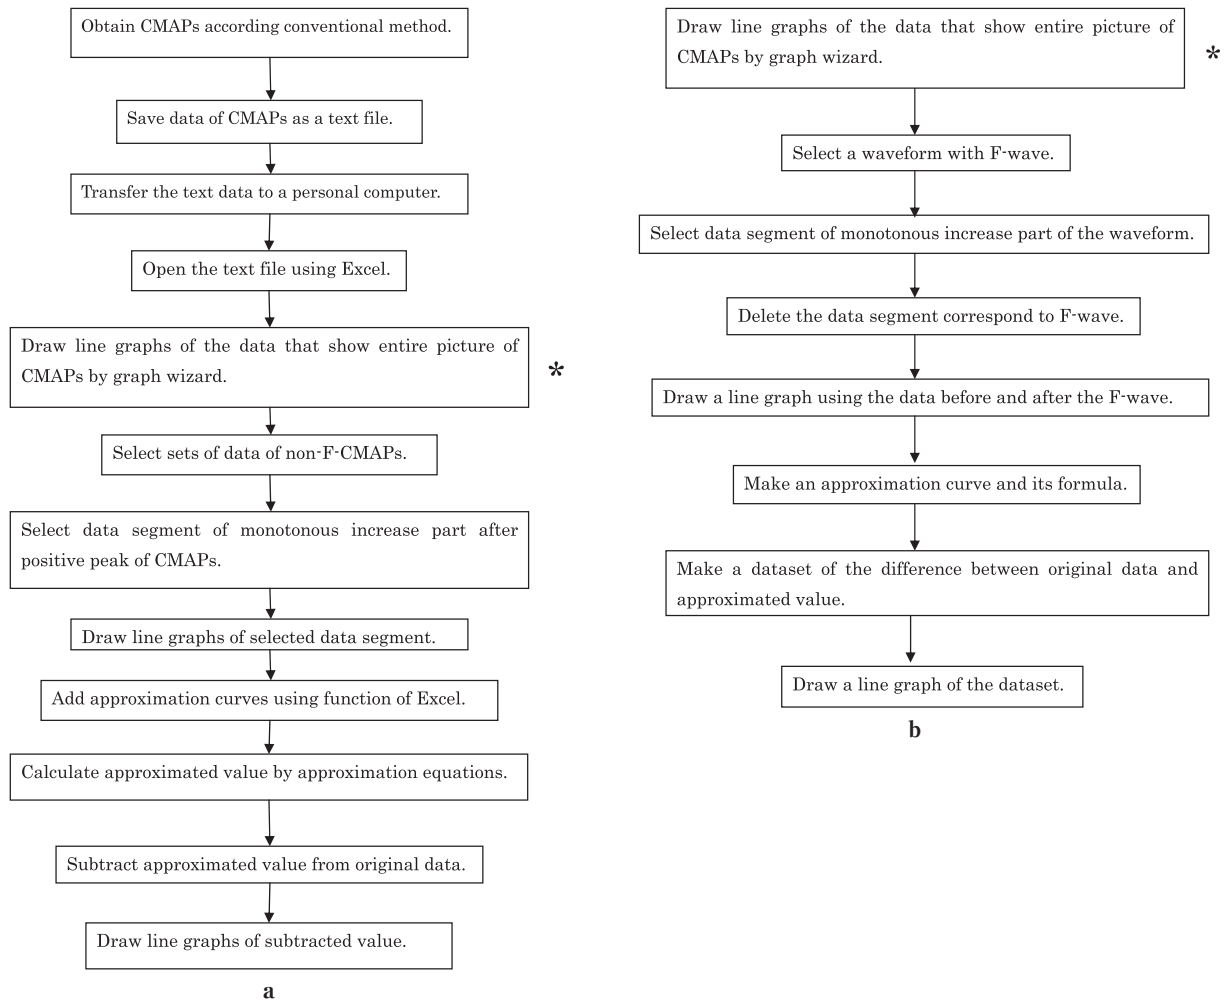 Obtain CMAPs according conventional method.
Save data of CMAPs as a text file.
Transfer the text data to a personal computer.
Open the text file using Excel.
Draw line graphs of the data that show entire picture of
CMAPs by graph wizard.
*
Select sets of data of non-F-CMAPs.
Select data segment of monotonous increase part after
positive peak of CMAPs.
Draw line graphs of selected data segment.
Add approximation curves using function of Excel.
Calculate approximated value by approximation equations.
Subtract approximated value from original data.
Draw line graphs of subtracted value.
a
Draw line graphs of the data that show entire picture of
CMAPs by graph wizard.
*
Select a waveform with F-wave.
Select data segment of monotonous increase part of the waveform.
Delete the data segment correspond to F-wave.
Draw a line graph using the data before and after the F-wave.
Make an approximation curve and its formula.
Make a dataset of the difference between original data and
approximated value.
Draw a line graph of the dataset.
b